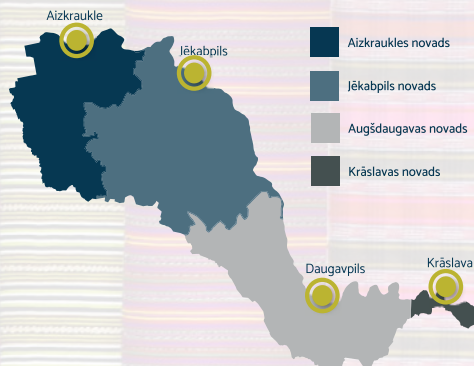 Aizkraukle
Jēkabpils
Aizkraukles novads
Jēkabpils novads
Augšdaugavas novads
Krāslavas novads
Daugavpils
Krāslava